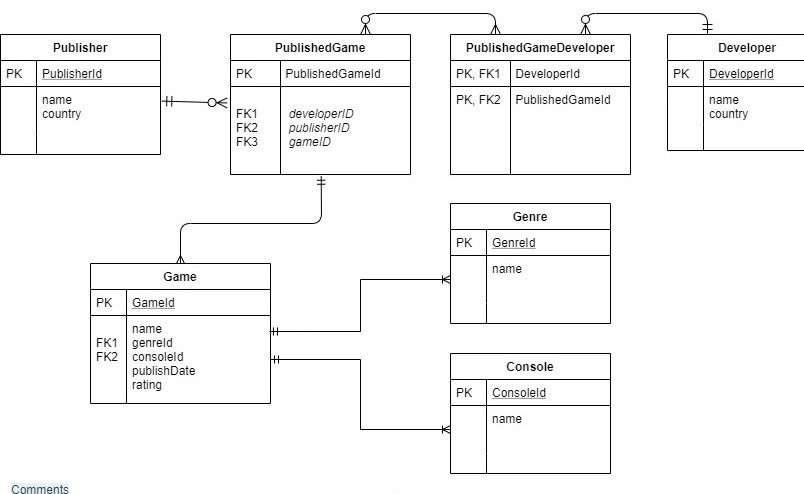 Publisher
PK PublisherId
name
country
PublishedGame
PK PublishedGameId
FK1 developerID
FK2 publisherID
FK3 gameID
PublishedGameDeveloper
PK, FK1 DeveloperId
PK, FK2 PublishedGameId
Developer
PK DeveloperId
name
country
Genre
PK GenreId
name
Game
PK GameId
name
FK1 genreId
FK2 consoleId
publishDate
rating
Console
PK ConsoleId
name
Comments